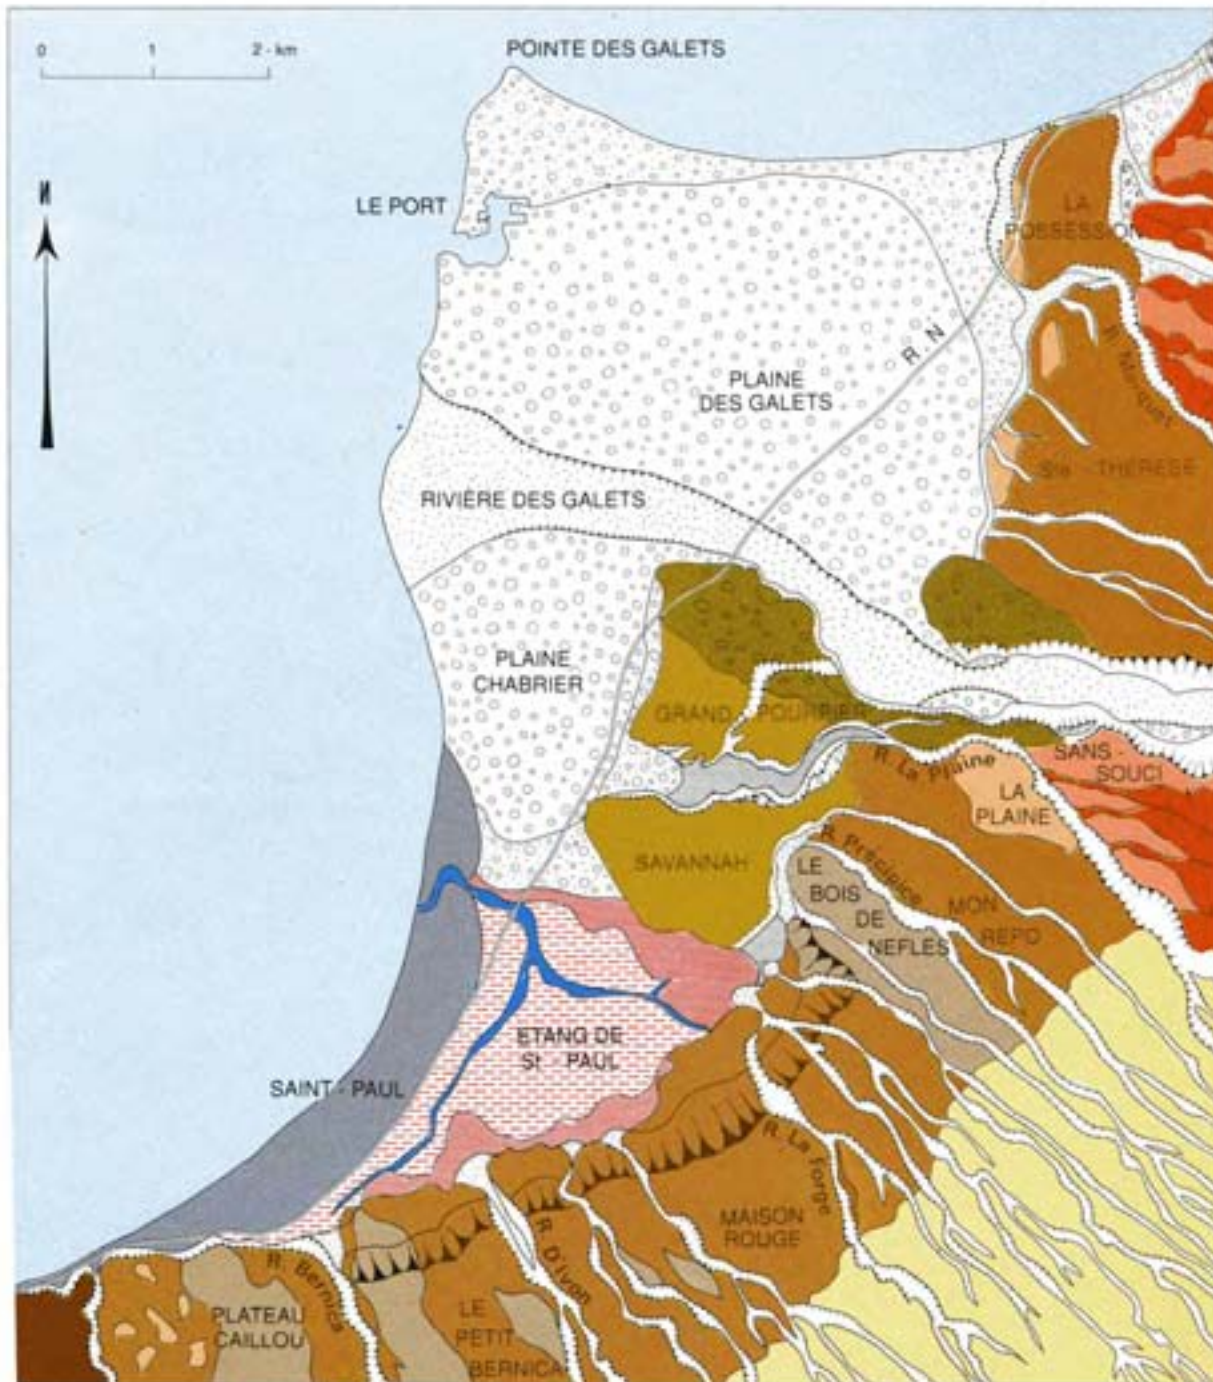 0 1 2 - km
POINTE DES GALETS
N
LE PORT
LA
POSSESSION
R N
R. Marquet
PLAINE
DES GALETS
Ste - THÉRÈSE
RIVIÈRE DES GALETS
PLAINE
CHABRIER
GRAND POURRIER
R. La Plaine
SANS -
SOUCI
LA
PLAINE
SAVANNAH
R. Précipice
LE
BOIS
DE
NEFLES
MON
REPO
ETANG DE
St - PAUL
SAINT - PAUL
R. La Forge
MAISON
ROUGE
R. D'ivon
R. Bernica
PLATEAU
CAILLOU
LE
PETIT
BERNICA